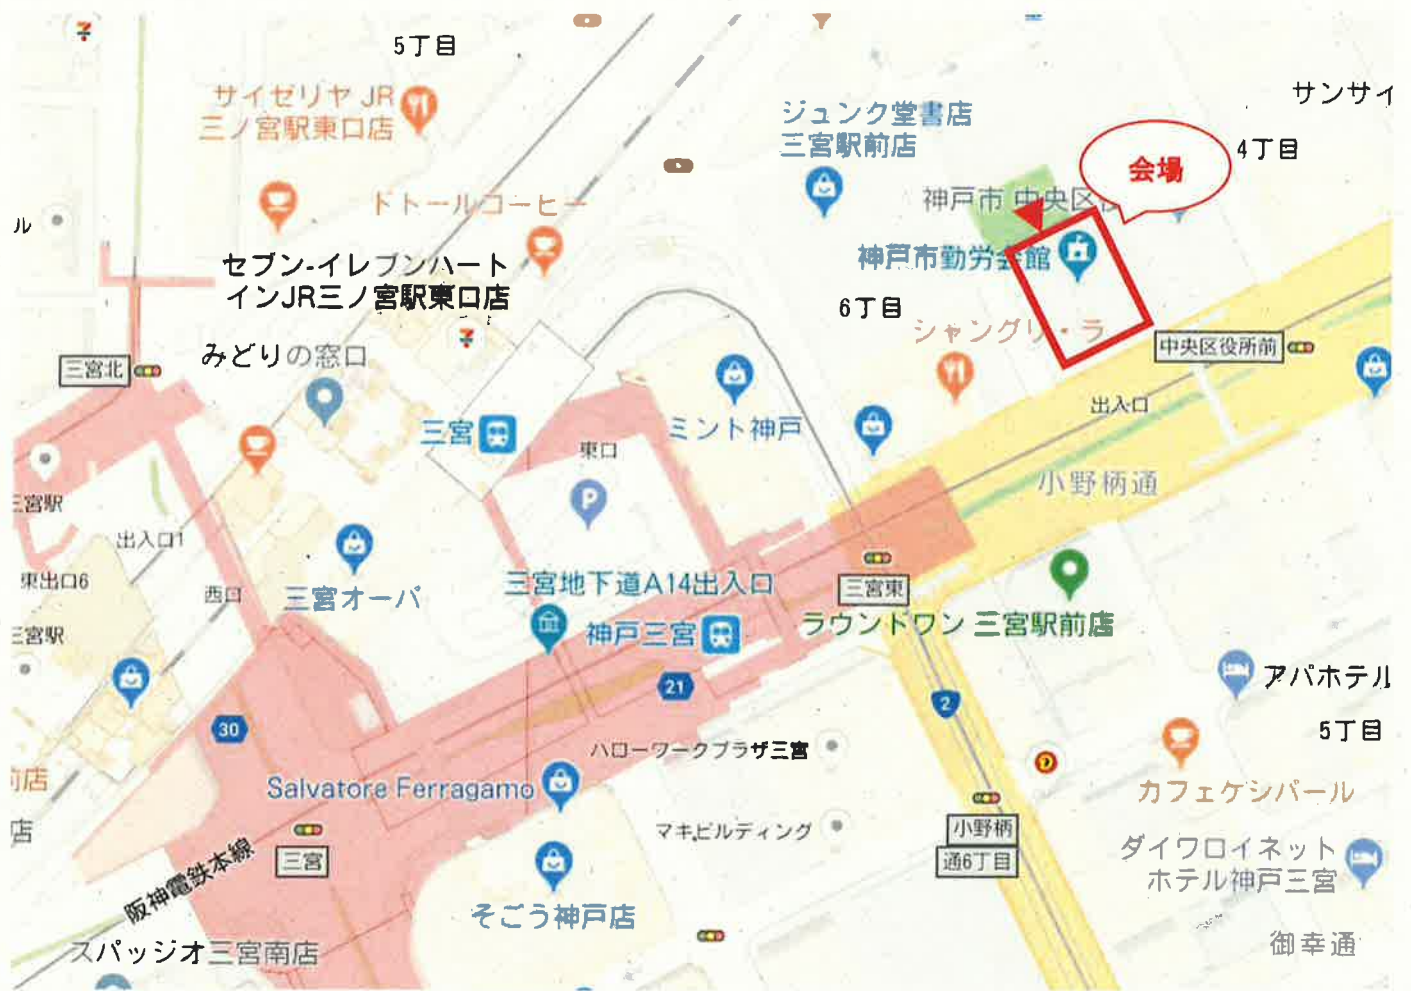 5丁目
サイゼリヤ JR
三ノ宮駅東口店
ジュンク堂書店
三宮駅前店
サンサイ
4丁目
会場
神戸市 中央区役
ドトールコーヒー
ル
セブン-イレブンハート
インJR三ノ宮駅東口店
神戸市勤労会館
6丁目
シャングリ・ラ
中央区役所前
みどりの窓口
三宮北
三宮
ミント神戸
出入口
東口
P
小野柄通
三宮駅
出入口1
東出口6
西口
三宮オーパ
三宮地下道A14出入口
三宮東
神戸三宮
ラウンドワン 三宮駅前店
三宮駅
21
2
アパホテル
30
5丁目
ハローワークプラザ三宮
前店
Salvatore Ferragamo
カフェケシパール
店
マキビルディング
小野柄
通6丁目
三宮
ダイワロイネット
ホテル神戸三宮
阪神電鉄本線
そごう神戸店
スパッジオ三宮南店
御幸通